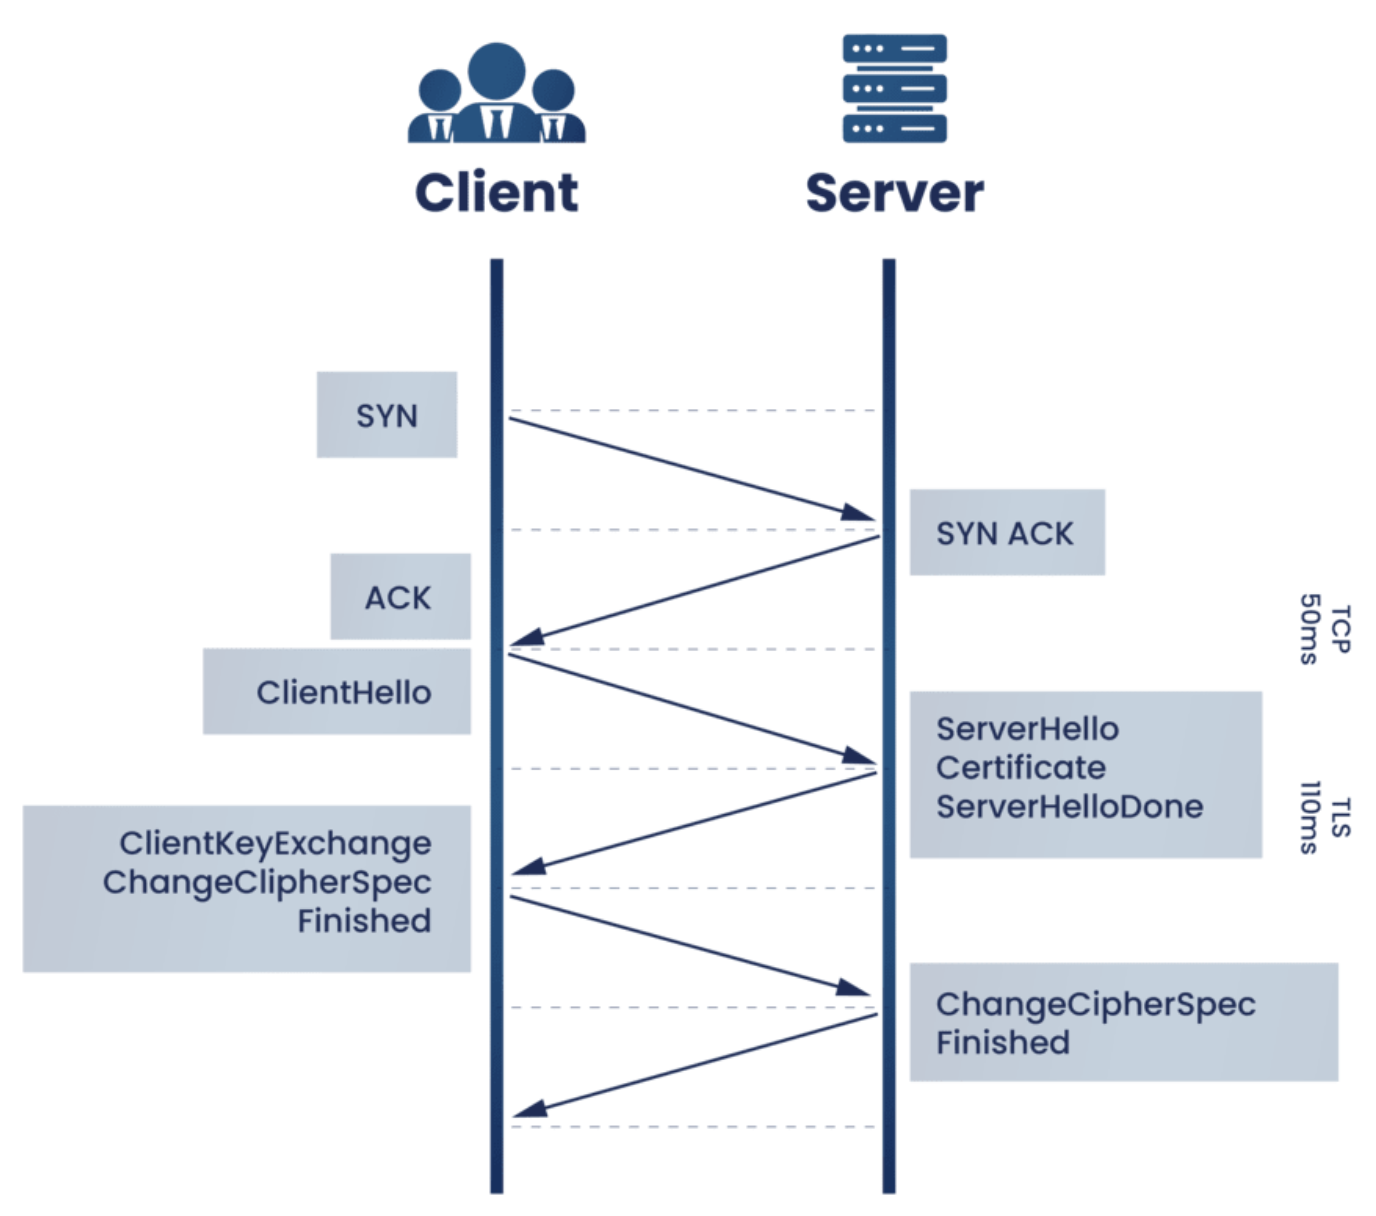 Client
Server
SYN
SYN ACK
ACK
ClientHello
TCP
50ms
ServerHello
Certificate
ServerHelloDone
TLS
110ms
ClientKeyExchange
ChangeClipherSpec
Finished
ChangeCipherSpec
Finished